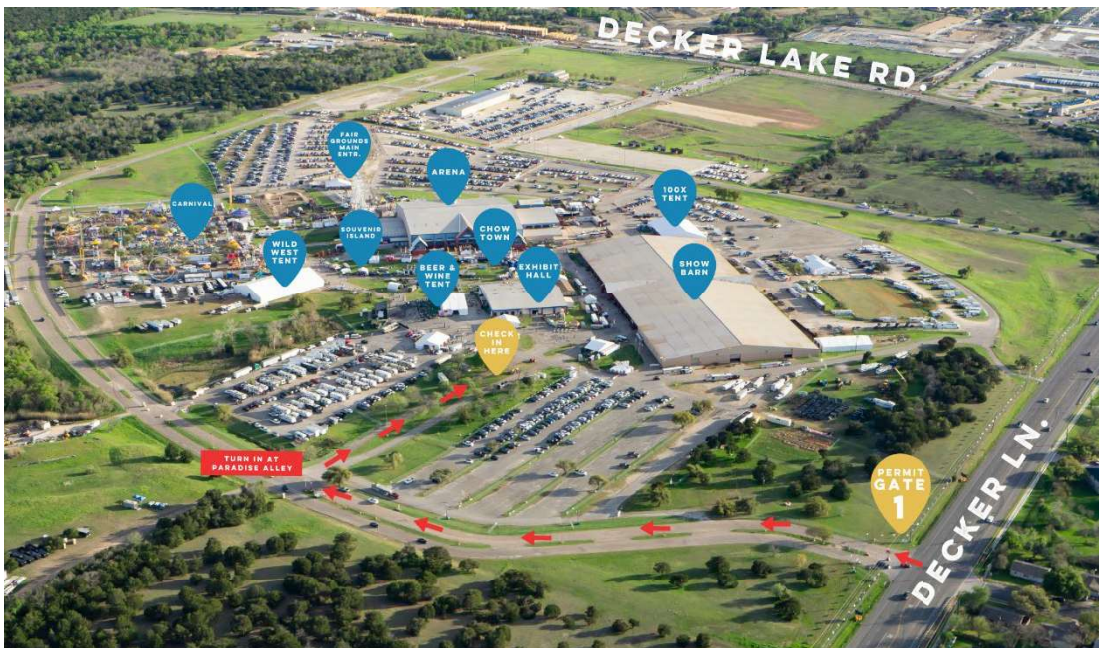 DECKER LAKE RD.
FAIR
GROUNDS
MAIN
ENTR.
ARENA
100X
TENT
CARNIVAL
SOUVENIR
ISLAND
CHOW
TOWN
WILD
WEST
TENT
BEER &
WINE
TENT
EXHIBIT
HALL
SHOW
BARN
CHECK
IN
HERE
TURN IN AT
PARADISE ALLEY
PERMIT
GATE
1
DECKER LN.